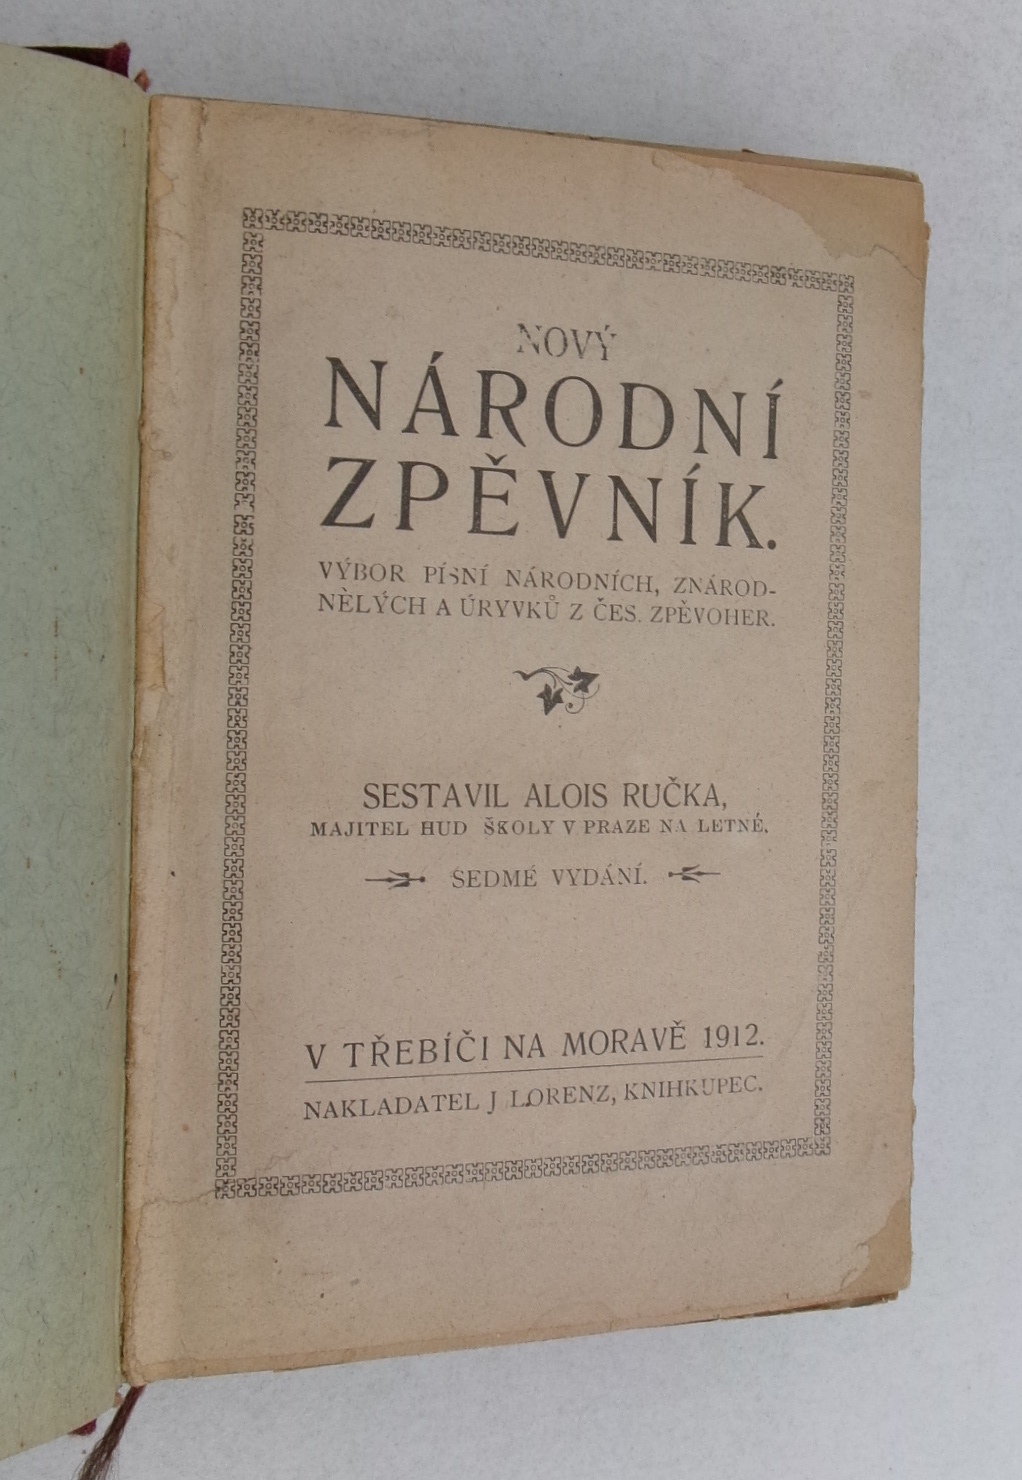 NOVÝ
NÁRODNÍ
ZPĚVNÍK.
VÝBOR PÍSNÍ NÁRODNÍCH, ZNÁROD-
NĚLÝCH A ÚRYVKŮ Z ČES. ZPĚVOHER.
SESTAVIL ALOIS RUČKA,
MAJITEL HUD ŠKOLY V PRAZE NA LETNÉ.
SEDMÉ VYDÁNÍ.
V TŘEBÍČI NA MORAVĚ 1912.
NAKLADATEL J LORENZ, KNIHKUPEC.